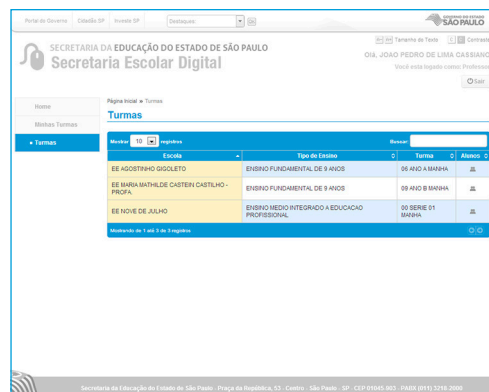 Portal do Governo Cidadão SP Investe SP Destaques: GOVERNO DO ESTADO
SÃO PAULO
Tamanho do Texto C Contraste
SECRETARIA DA EDUCAÇÃO DO ESTADO DE SÃO PAULO
Secretaria Escolar Digital
Olá, JOAO PEDRO DE LIMA CASSIANO
Você está logado como: Professor
Sair
Home
Minhas Turmas
Turmas
Página Inicial » Turmas
Turmas
Mostrar 10 registros Buscar:
Escola Tipo de Ensino Turma Alunos
EE AGOSTINHO GIGOLETO ENSINO FUNDAMENTAL DE 9 ANOS 06 ANO A MANHA
EE MARIA MATHILDE CASTEIN CASTILHO - PROFA. ENSINO FUNDAMENTAL DE 9 ANOS 09 ANO B MANHA
EE NOVE DE JULHO ENSINO MEDIO INTEGRADO A EDUCACAO PROFISSIONAL 00 SERIE 01 MANHA
Mostrando de 1 até 3 de 3 registros
Secretaria da Educação do Estado de São Paulo - Praça da República, 53 - Centro - São Paulo - SP - CEP 01045-903 - PABX (011) 3218-2000